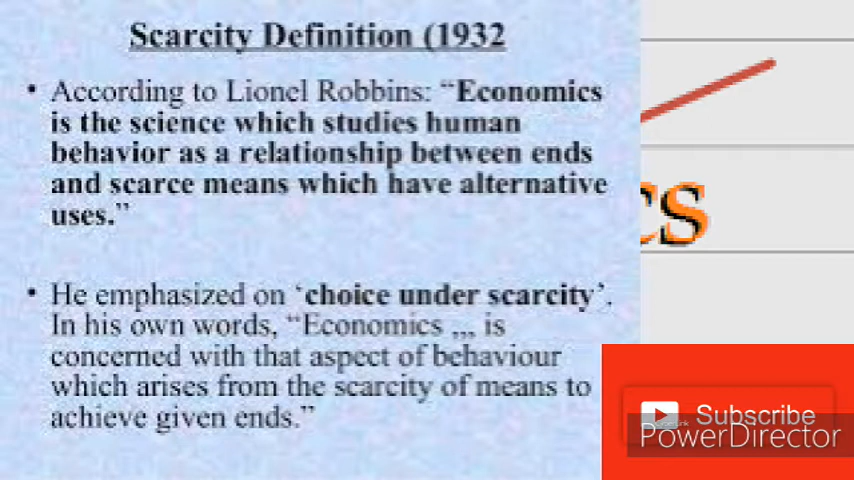 Scarcity Definition (1932
• According to Lionel Robbins: “Economics
is the science which studies human
behavior as a relationship between ends
and scarce means which have alternative
uses.”
• He emphasized on ‘choice under scarcity’.
In his own words, “Economics ,,, is
concerned with that aspect of behaviour
which arises from the scarcity of means to
achieve given ends.”
cs
Subscribe
PowerDirector